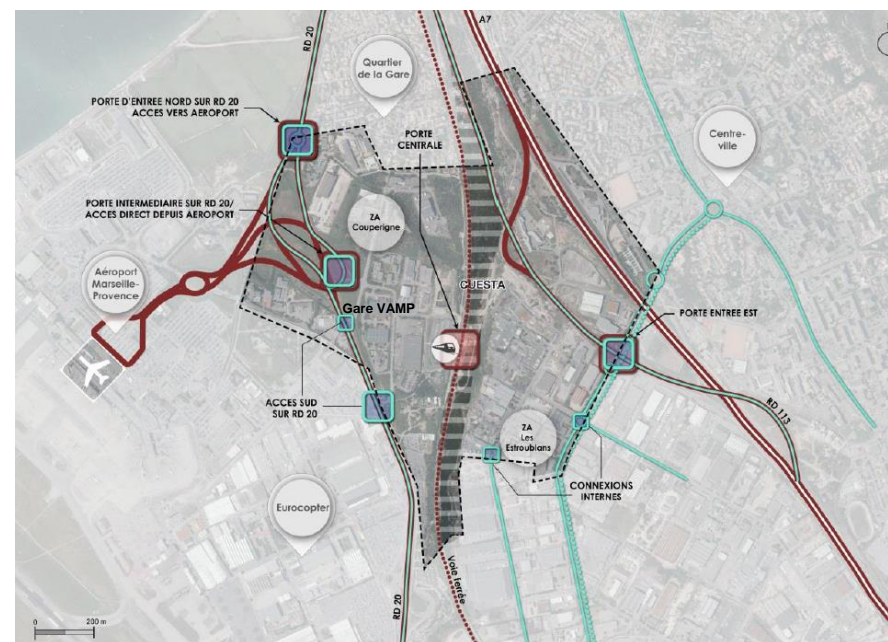 A7
RD 20
Quartier
de la Gare
PORTE D'ENTREE NORD SUR RD 20
ACCES VERS AEROPORT
PORTE
CENTRALE
Centre-
ville
PORTE INTERMEDIAIRE SUR RD 20/
ACCES DIRECT DEPUIS AEROPORT
ZA
Couperigne
Aéroport
Marseille-
Provence
CUESTA
Gare VAMP
PORTE ENTREE EST
ACCES SUD
SUR RD 20
RD 113
ZA
Les
Estroublans
CONNEXIONS
INTERNES
Eurocopter
Voie ferrée
RD 20
0 200 m